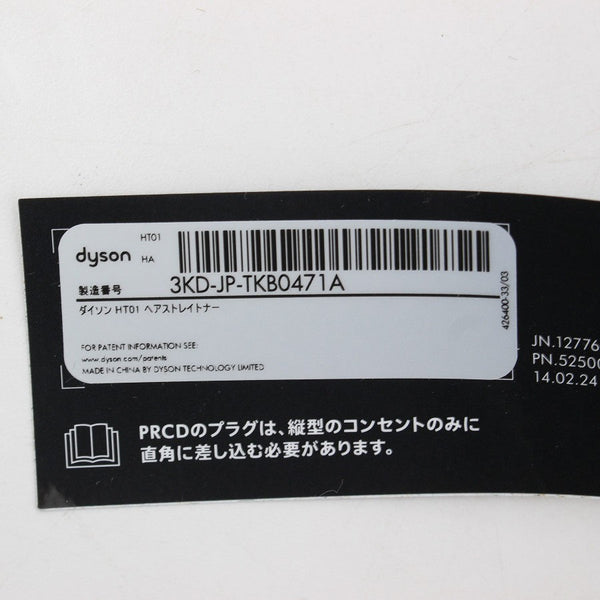 dyson
HT01
HA
製造番号 3KD-JP-TKB0471A
ダイソン HT01 ヘアストレイトナー
FOR PATENT INFORMATION SEE:
www.dyson.com/patents
MADE IN CHINA BY DYSON TECHNOLOGY LIMITED
426400-33/03
JN.12776
PN.52500
14.02.24
PRCDのプラグは、縦型のコンセントのみに
直角に差し込む必要があります。